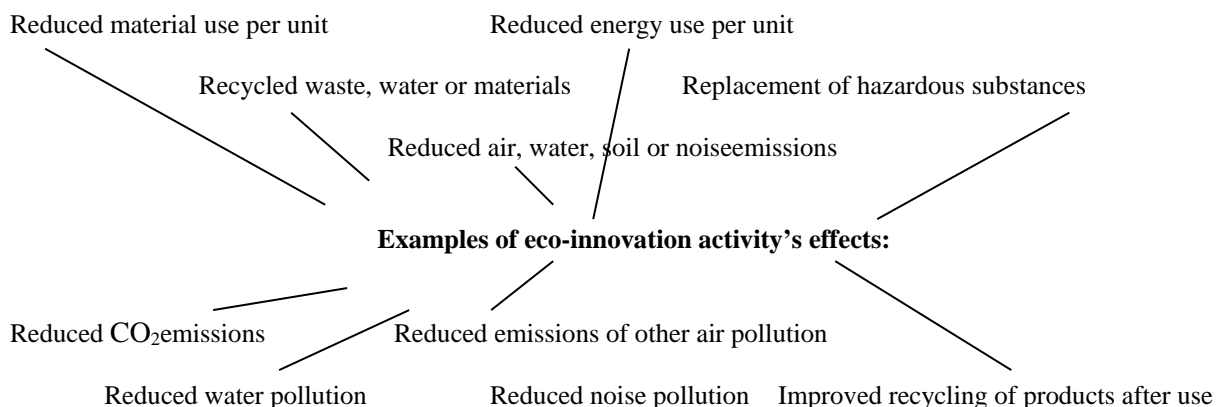 Reduced material use per unit
Reduced energy use per unit
Recycled waste, water or materials
Replacement of hazardous substances
Reduced air, water, soil or noiseemissions
Examples of eco-innovation activity’s effects:
Reduced CO₂emissions
Reduced emissions of other air pollution
Reduced water pollution
Reduced noise pollution
Improved recycling of products after use